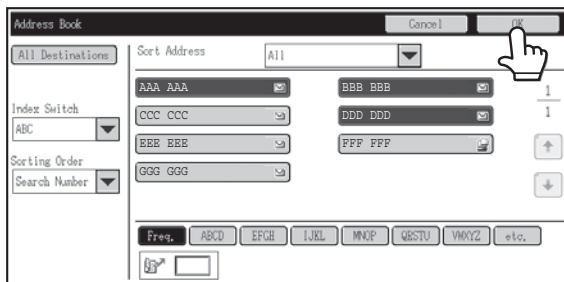 Address Book Cancel OK
All Destinations Sort Address All
AAA AAA BBB BBB 1
Index Switch CCC CCC DDD DDD 1
ABC
EEE EEE FFF FFF
Sorting Order
Search Number GGG GGG
Freq. ABCD EFGH IJKL MNOP QRSTU VWXYZ etc.